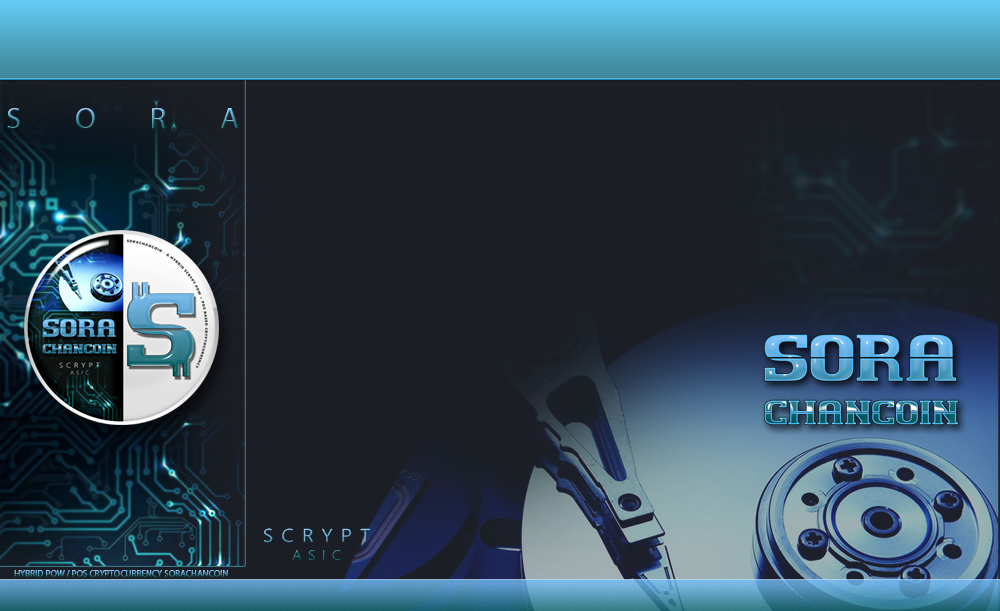 S O R A
SORACHANCOIN - A HYBRID SCRYPT POW + POS BASED CRYPTOCURRENCY
SORA
CHANCOIN
SCRYPT
ASIC
S
SORA
CHANCOIN
SCRYPT
ASIC
HYBRID POW / POS CRYPTOCURRENCY SORACHANCOIN